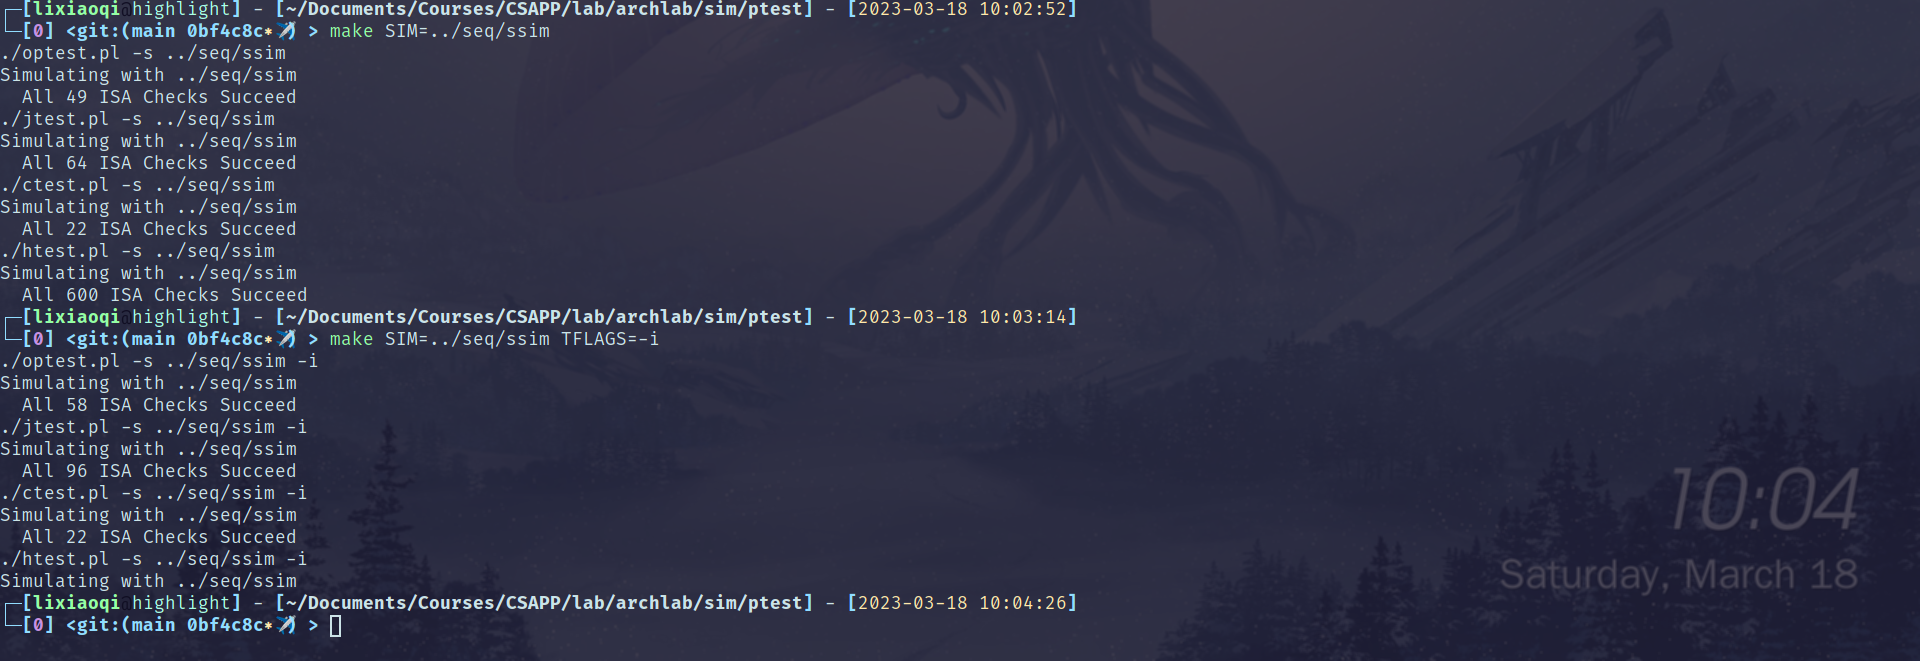 [lixiaoqi@highlight] - [~/Documents/Courses/CSAPP/lab/archlab/sim/ptest] - [2023-03-18 10:02:52]
[0] <git:(main 0bf4c8c*✈) > make SIM=../seq/ssim
./optest.pl -s ../seq/ssim
Simulating with ../seq/ssim
  All 49 ISA Checks Succeed
./jtest.pl -s ../seq/ssim
Simulating with ../seq/ssim
  All 64 ISA Checks Succeed
./ctest.pl -s ../seq/ssim
Simulating with ../seq/ssim
  All 22 ISA Checks Succeed
./htest.pl -s ../seq/ssim
Simulating with ../seq/ssim
  All 600 ISA Checks Succeed
[lixiaoqi@highlight] - [~/Documents/Courses/CSAPP/lab/archlab/sim/ptest] - [2023-03-18 10:03:14]
[0] <git:(main 0bf4c8c*✈) > make SIM=../seq/ssim TFLAGS=-i
./optest.pl -s ../seq/ssim -i
Simulating with ../seq/ssim
  All 58 ISA Checks Succeed
./jtest.pl -s ../seq/ssim -i
Simulating with ../seq/ssim
  All 96 ISA Checks Succeed
./ctest.pl -s ../seq/ssim -i
Simulating with ../seq/ssim
  All 22 ISA Checks Succeed
./htest.pl -s ../seq/ssim -i
Simulating with ../seq/ssim
[lixiaoqi@highlight] - [~/Documents/Courses/CSAPP/lab/archlab/sim/ptest] - [2023-03-18 10:04:26]
[0] <git:(main 0bf4c8c*✈) >
10:04
Saturday, March 18